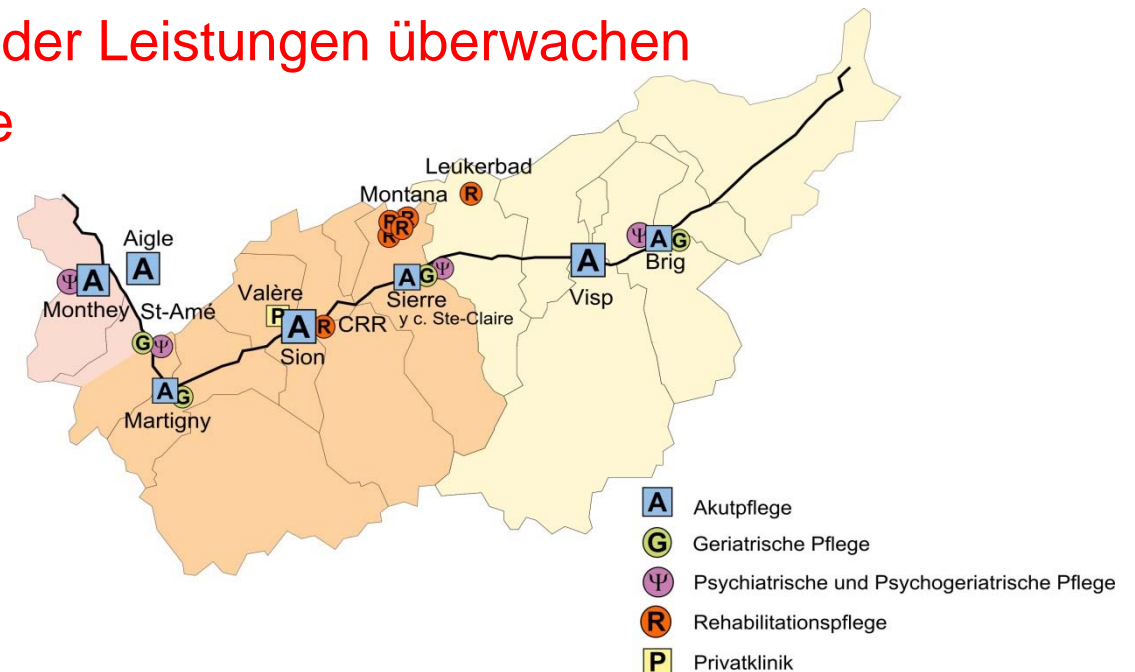 der Leistungen überwachen
e
Leukerbad
R
Montana
R R
R R
Aigle
A
Ψ A G
Brig
A
Visp
Ψ A
Monthey
Valère
P A R CRR
Sion
A G Ψ
Sierre
y c. Ste-Claire
St-Amé
G Ψ
A G
Martigny
A Akutpflege
G Geriatrische Pflege
Ψ Psychiatrische und Psychogeriatrische Pflege
R Rehabilitationspflege
P Privatklinik